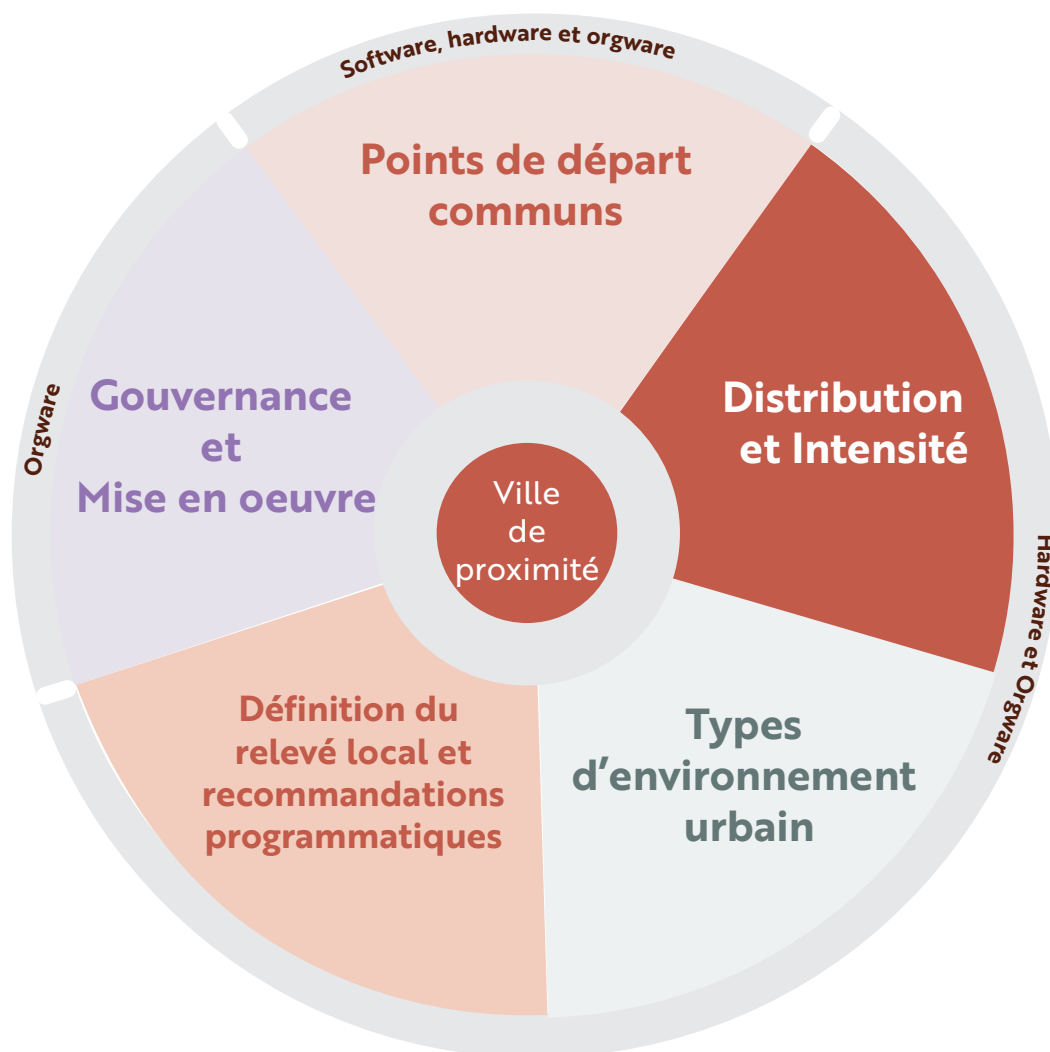 Software, hardware et orgware
Points de départ
communs
Distribution
et Intensité
Hardware et Orgware
Types
d’environnement
urbain
Définition du
relevé local et
recommandations
programmatiques
Orgware
Gouvernance
et
Mise en oeuvre
Ville
de
proximité